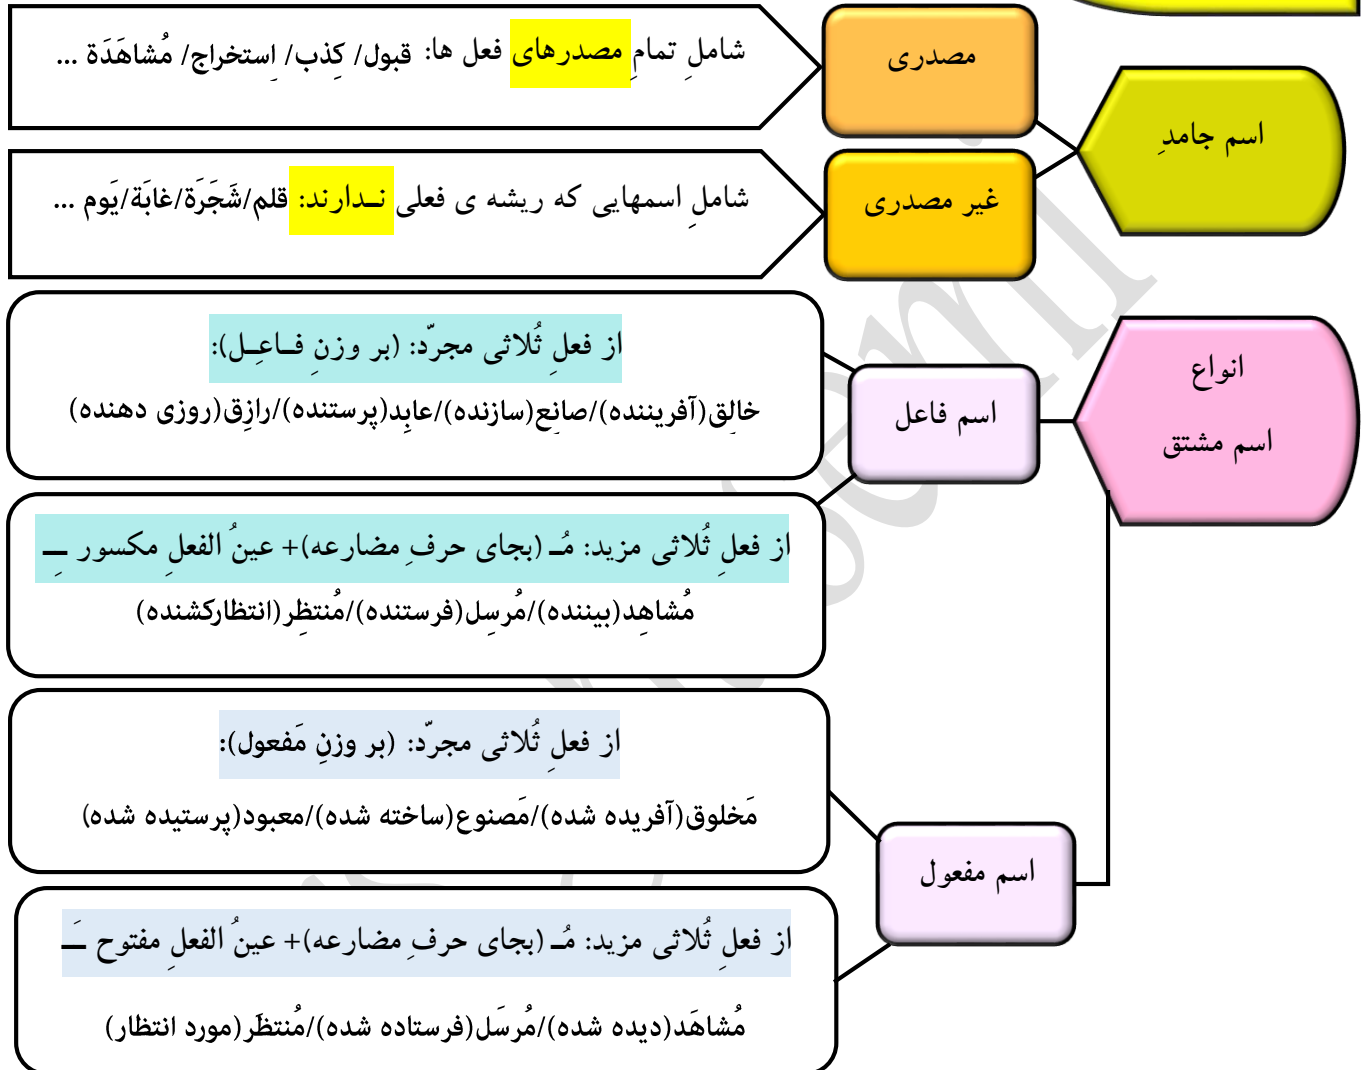 اسم جامدِ
مصدری
شاملِ تمامِ مصدرهای فعل ها: قبول/ کِذب/ اِستخراج/ مُشاهَدَة ...
غیر مصدری
شاملِ اسمهایی که ریشه ی فعلی نــدارند: قلم/شَجَرَة/غابَة/یَوم ...
انواع
اسم مشتق
اسم فاعل
از فعلِ ثُلاثی مجرّد: (بر وزنِ فــاعِــل):
خالِق(آفریننده)/صانِع(سازنده)/عابِد(پرستنده)/رازِق(روزی دهنده)
از فعلِ ثُلاثی مزید: مُـ (بجای حرفِ مضارعه)+ عینُ الفعلِ مکسور ـِـ
مُشاهِد(بیننده)/مُرسِل(فرستنده)/مُنتظِر(انتظارکشنده)
اسم مفعول
از فعلِ ثُلاثی مجرّد: (بر وزنِ مَفعول):
مَخلوق(آفریده شده)/مَصنوع(ساخته شده)/معبود(پرستیده شده)
از فعلِ ثُلاثی مزید: مُـ (بجای حرفِ مضارعه)+ عینُ الفعلِ مفتوح ـَـ
مُشاهَد(دیده شده)/مُرسَل(فرستاده شده)/مُنتظَر(مورد انتظار)